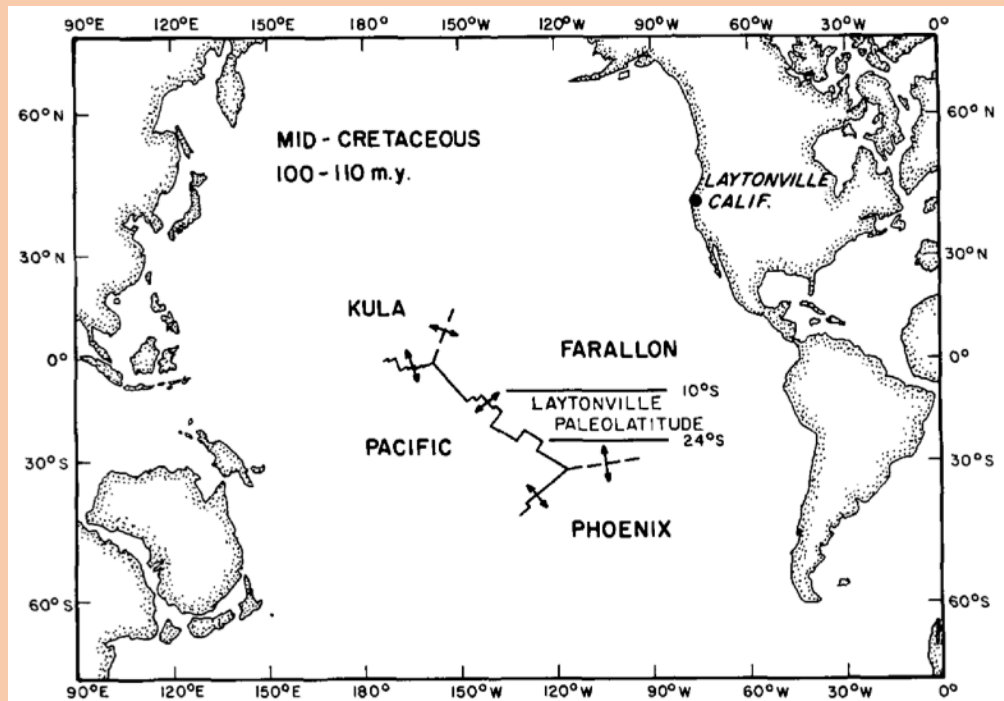 90°E 120°E 150°E 180° 150°W 120°W 90°W 60°W 30°W 0°
60°N 60°N
MID - CRETACEOUS
100 - 110 m.y.
LAYTONVILLE
CALIF.
30°N 30°N
KULA
FARALLON
0° 0°
10°S
LAYTONVILLE
PALEOLATITUDE
PACIFIC
24°S
30°S 30°S
PHOENIX
60°S 60°S
90°E 120°E 150°E 180° 150°W 120°W 90°W 60°W 30°W 0°